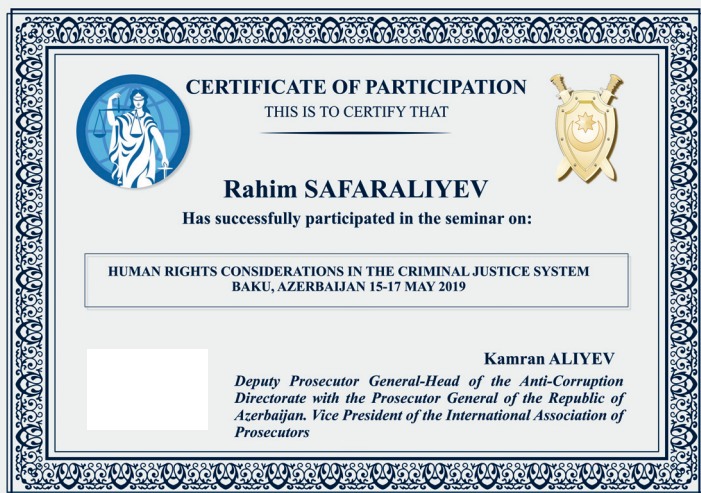 CERTIFICATE OF PARTICIPATION
THIS IS TO CERTIFY THAT
Rahim SAFARALIYEV
Has successfully participated in the seminar on:
HUMAN RIGHTS CONSIDERATIONS IN THE CRIMINAL JUSTICE SYSTEM
BAKU, AZERBAIJAN 15-17 MAY 2019
Kamran ALIYEV
Deputy Prosecutor General-Head of the Anti-Corruption
Directorate with the Prosecutor General of the Republic of
Azerbaijan. Vice President of the International Association of
Prosecutors